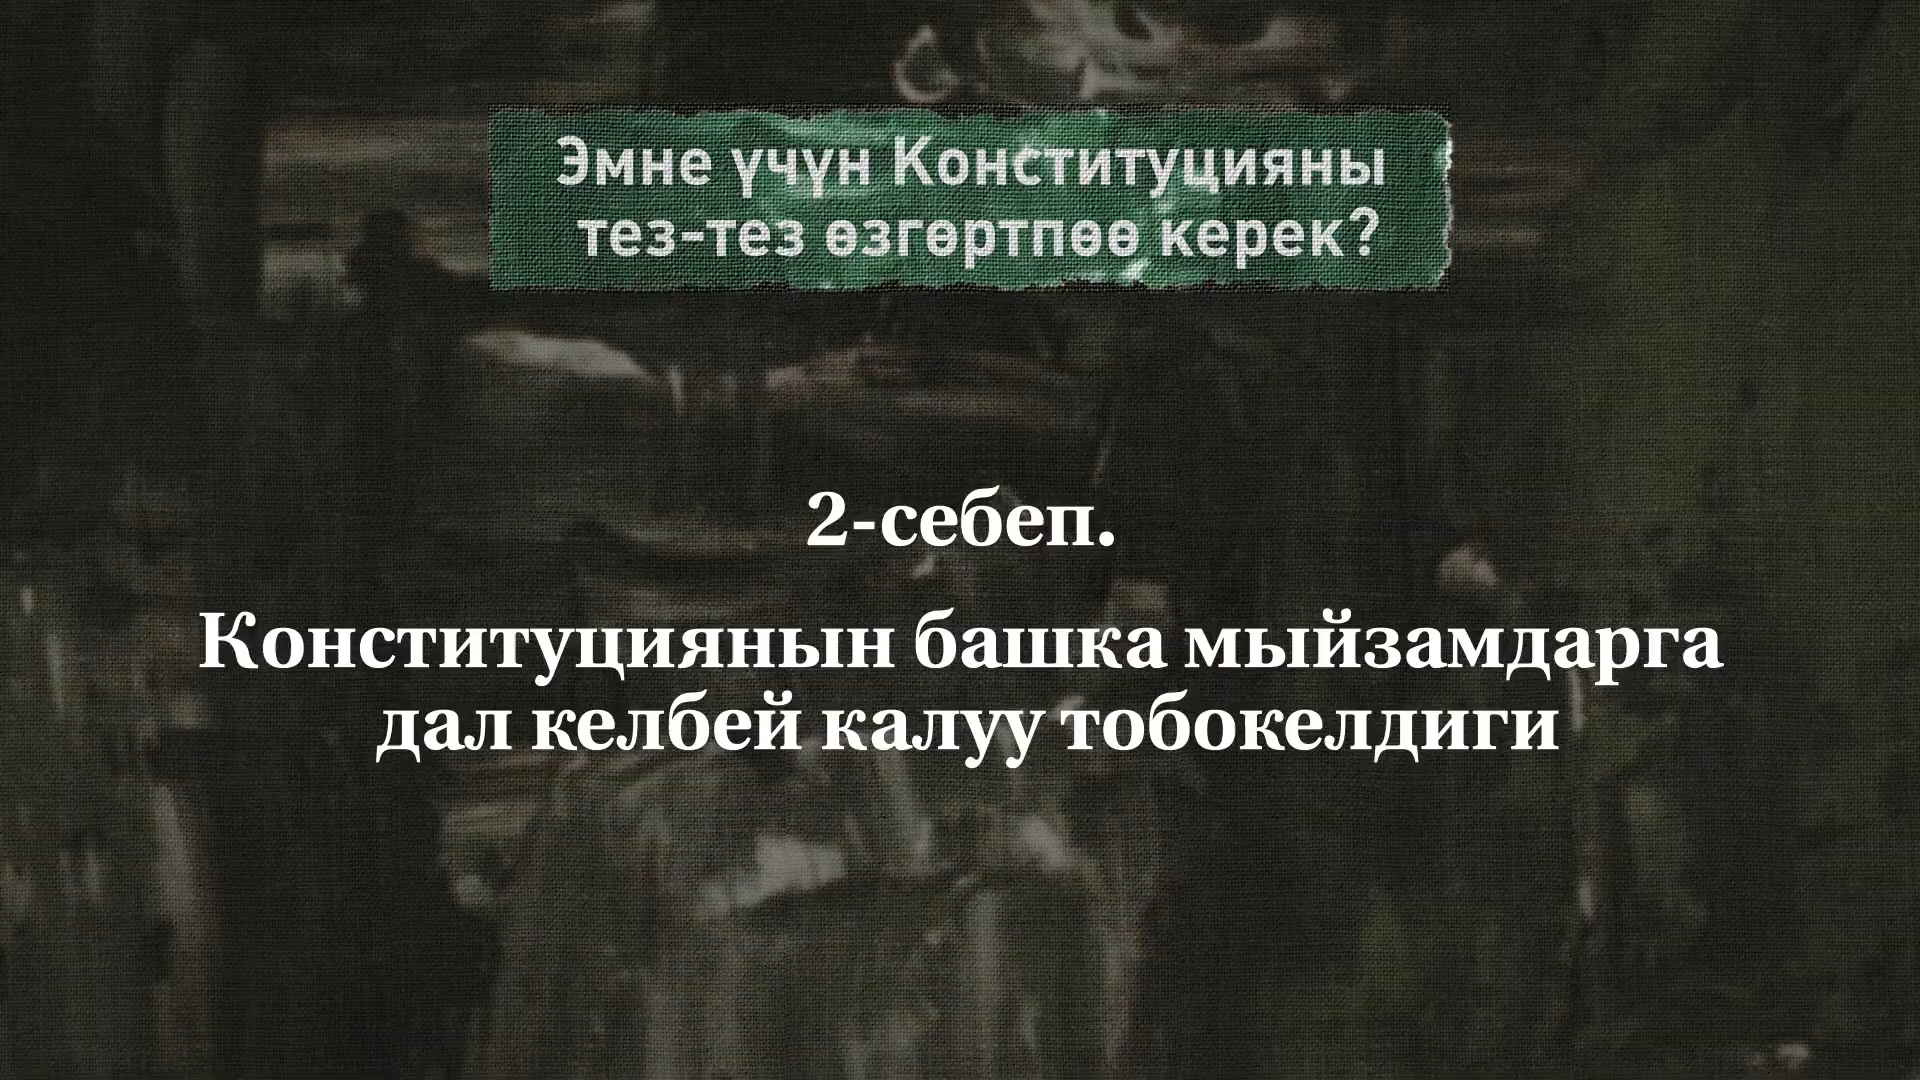 Эмне үчүн Конституцияны
тез-тез өзгөртпөө керек?
2-себеп.
Конституциянын башка мыйзамдарга
дал келбей калуу тобокелдиги